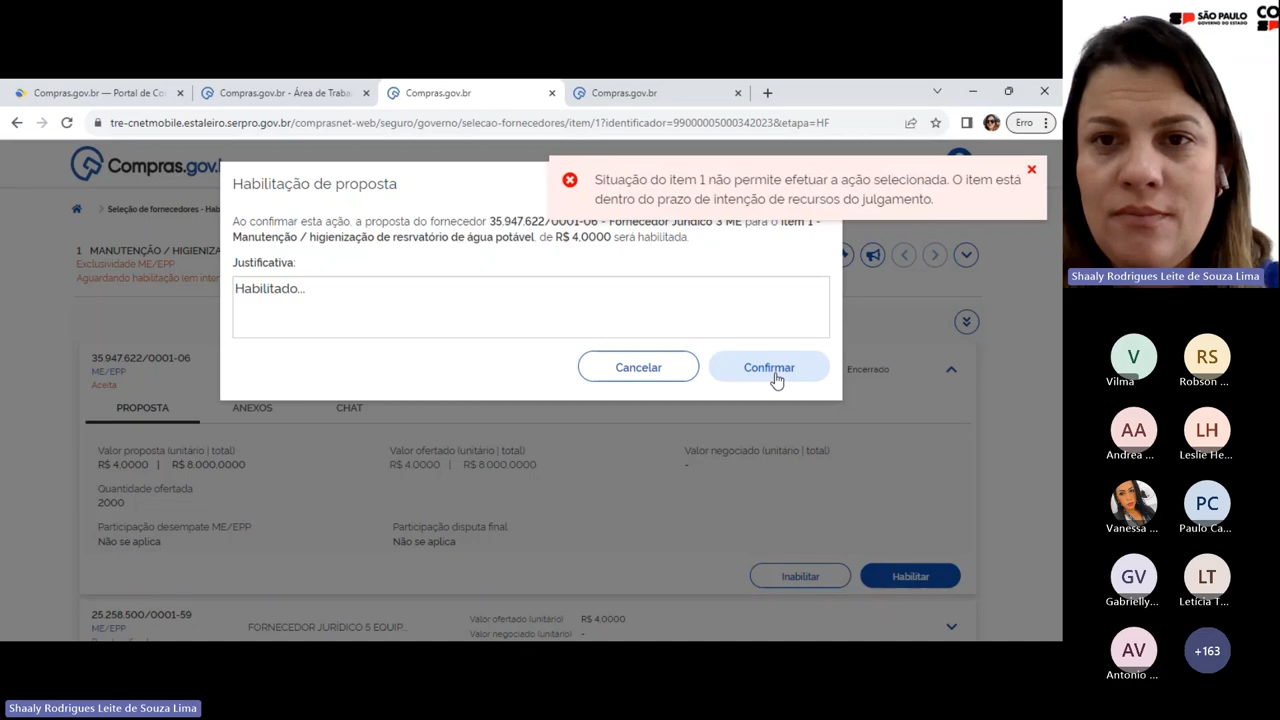 SÃO PAULO
GOVERNO DO ESTADO
Compras.gov.br — Portal de Co
Compras.gov.br - Área de Traba
Compras.gov.br
Compras.gov.br
tre-cnetmobile.estaleiro.serpro.gov.br/comprasnet-web/seguro/governo/selecao-fornecedores/item/1?identificador=99000005000342023&etapa=HF
Erro
Compras.gov.b
Seleção de fornecedores - Hab
1 MANUTENÇÃO / HIGIENIZA
Exclusividade ME/EPP
Aguardando habilitação (em inter
Habilitação de proposta
Situação do item 1 não permite efetuar a ação selecionada. O item está
dentro do prazo de intenção de recursos do julgamento.
Ao confirmar esta ação, a proposta do fornecedor 35.947.622/0001-06 - Fornecedor Jurídico 3 ME para o Item 1 -
Manutenção / higienização de resrvatório de água potável, de R$ 4,0000 será habilitada.
Justificativa:
Habilitado...
Cancelar
Confirmar
35.947.622/0001-06
ME/EPP
Aceita
Encerrado
PROPOSTA
ANEXOS
CHAT
Valor proposta (unitário | total)
R$ 4,0000 | R$ 8.000,0000
Valor ofertado (unitário | total)
R$ 4,0000 | R$ 8.000,0000
Valor negociado (unitário | total)
-
Quantidade ofertada
2000
Participação desempate ME/EPP
Não se aplica
Participação disputa final
Não se aplica
Inabilitar
Habilitar
25.258.500/0001-59
ME/EPP
FORNECEDOR JURÍDICO 5 EQUIP...
Valor ofertado (unitário) R$ 4,0000
Valor negociado (unitário) -
Shaaly Rodrigues Leite de Souza Lima
V
Vilma
RS
Robson ...
AA
Andrea ...
LH
Leslie He...
Vanessa ...
PC
Paulo Ca...
GV
Gabrielly...
LT
Letícia T...
AV
Antonio ...
+163
Shaaly Rodrigues Leite de Souza Lima